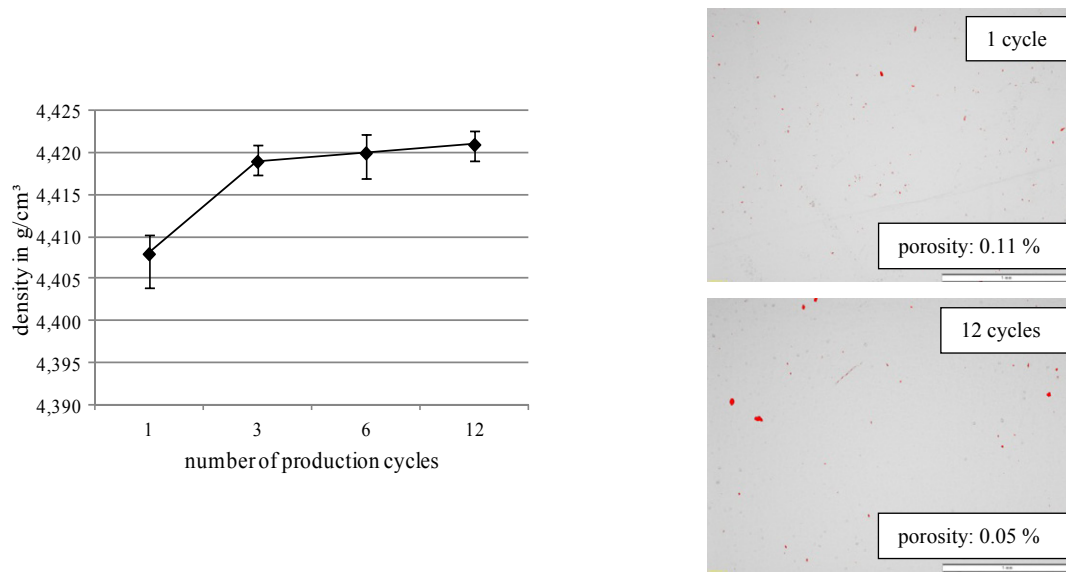 4,425
4,420
4,415
4,410
4,405
4,400
4,395
4,390
density in g/cm³
1 3 6 12
number of production cycles
1 cycle
porosity: 0.11 %
12 cycles
porosity: 0.05 %